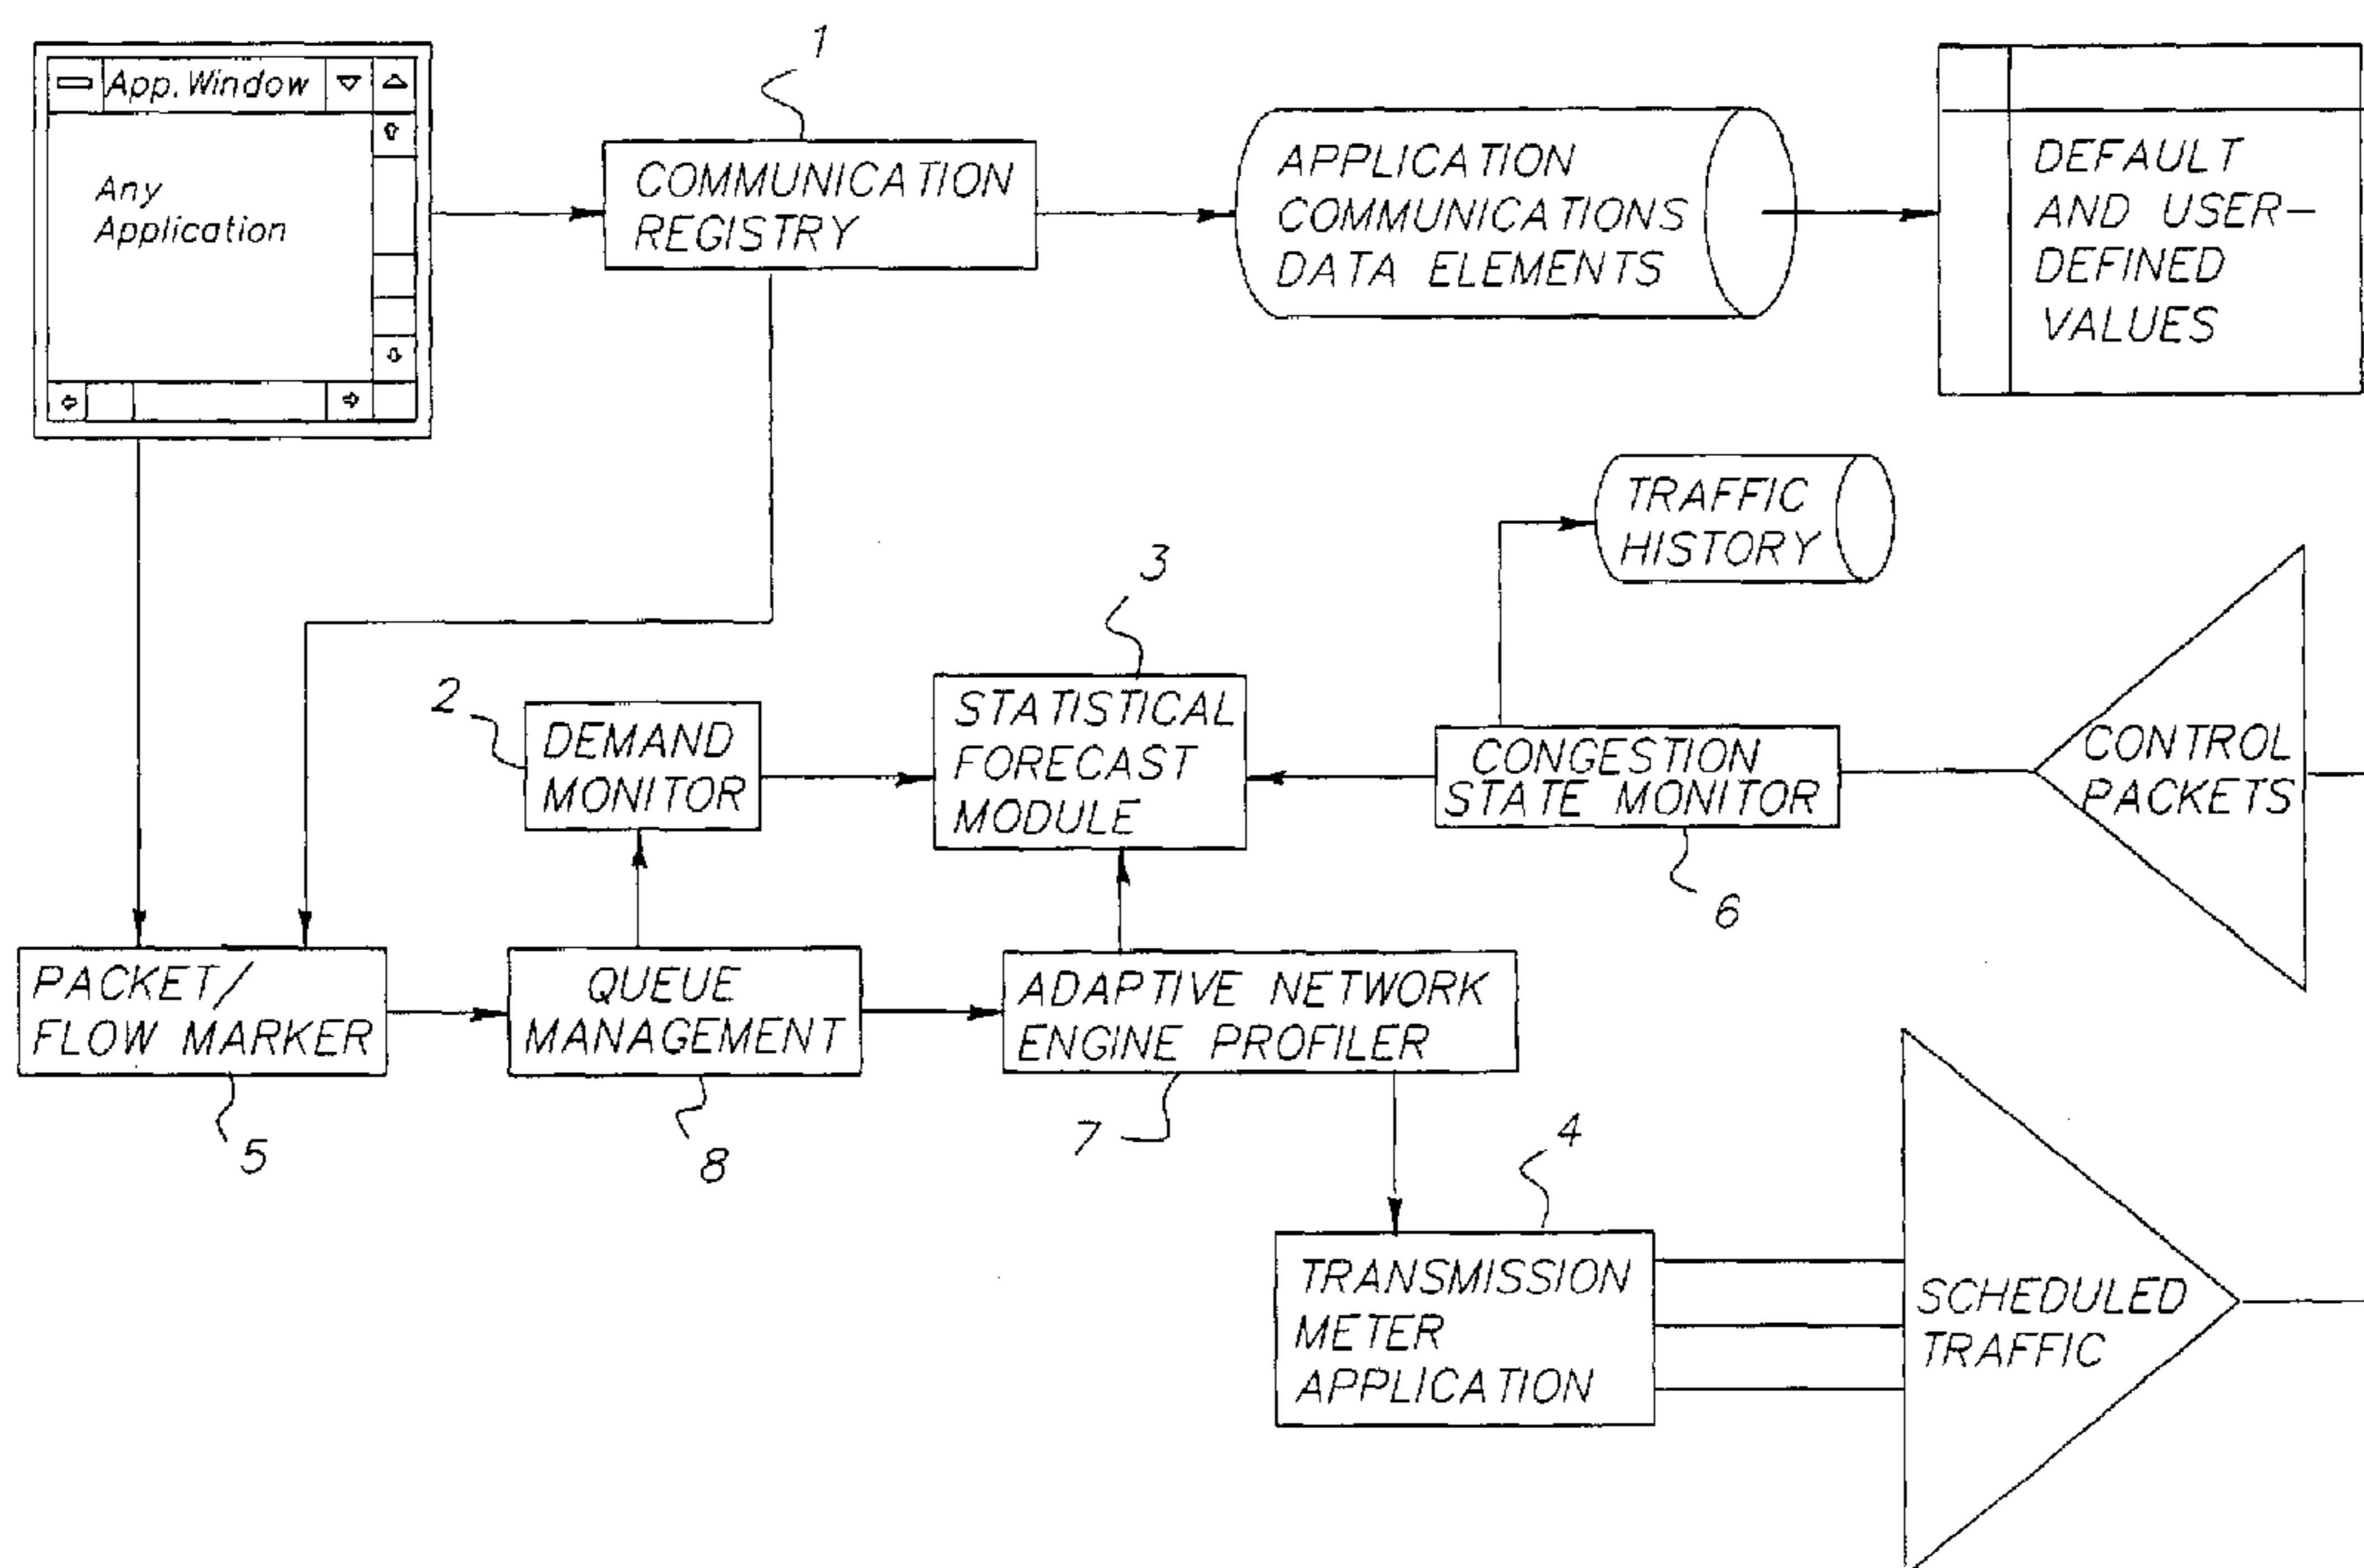 1
App. Window
Any
Application
COMMUNICATION
REGISTRY
APPLICATION
COMMUNICATIONS
DATA ELEMENTS
DEFAULT
AND USER-
DEFINED
VALUES
TRAFFIC
HISTORY
3
2
DEMAND
MONITOR
STATISTICAL
FORECAST
MODULE
CONGESTION
STATE MONITOR
CONTROL
PACKETS
6
PACKET/
FLOW MARKER
QUEUE
MANAGEMENT
ADAPTIVE NETWORK
ENGINE PROFILER
5
8
7
4
TRANSMISSION
METER
APPLICATION
SCHEDULED
TRAFFIC